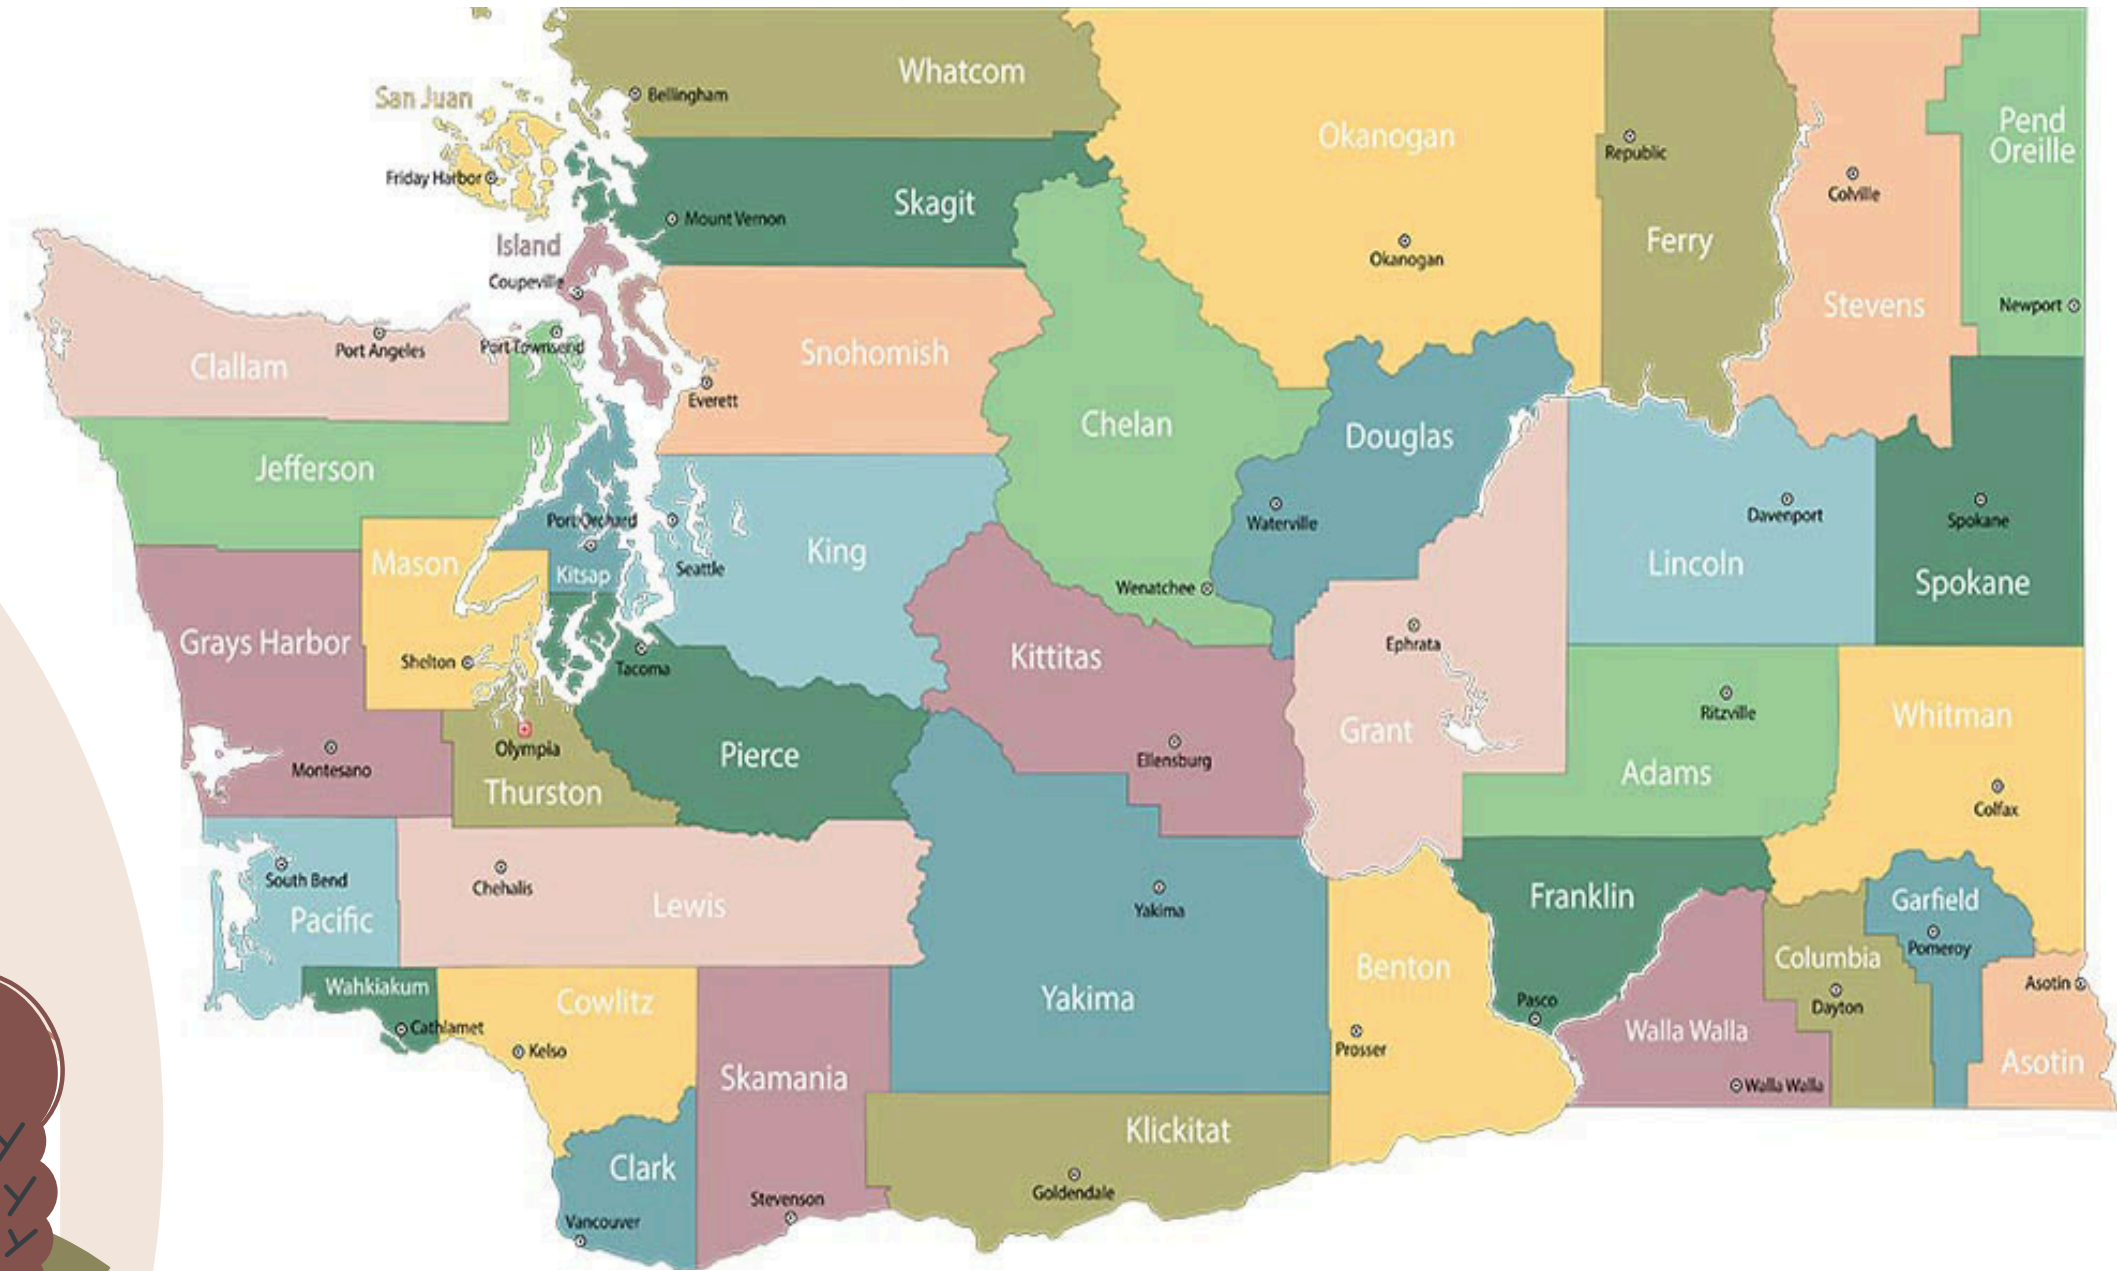 Whatcom
Bellingham
San Juan
Friday Harbor
Okanogan
Okanogan
Republic
Ferry
Colville
Stevens
Pend
Oreille
Newport
Skagit
Mount Vernon
Island
Coupeville
Clallam
Port Angeles
Port Townsend
Snohomish
Everett
Chelan
Wenatchee
Douglas
Waterville
Jefferson
Mason
Shelton
Port Orchard
Kitsap
Seattle
King
Lincoln
Davenport
Spokane
Spokane
Grays Harbor
Montesano
Tacoma
Pierce
Kittitas
Ellensburg
Ephrata
Grant
Ritzville
Adams
Whitman
Colfax
Olympia
Thurston
South Bend
Pacific
Chehalis
Lewis
Yakima
Yakima
Benton
Prosser
Franklin
Pasco
Garfield
Pomeroy
Columbia
Dayton
Asotin
Asotin
Walla Walla
Walla Walla
Wahkiakum
Cathlamet
Cowlitz
Kelso
Skamania
Stevenson
Klickitat
Goldendale
Clark
Vancouver